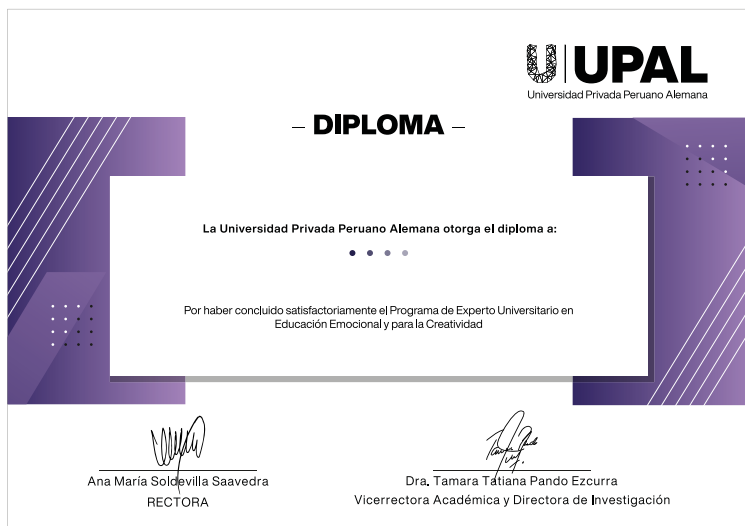 UPAL
Universidad Privada Peruano Alemana
– DIPLOMA –
La Universidad Privada Peruano Alemana otorga el diploma a:
Por haber concluido satisfactoriamente el Programa de Experto Universitario en
Educación Emocional y para la Creatividad
Ana María Soldevilla Saavedra
RECTORA
Dra. Tamara Tatiana Pando Ezcurra
Vicerrectora Académica y Directora de Investigación